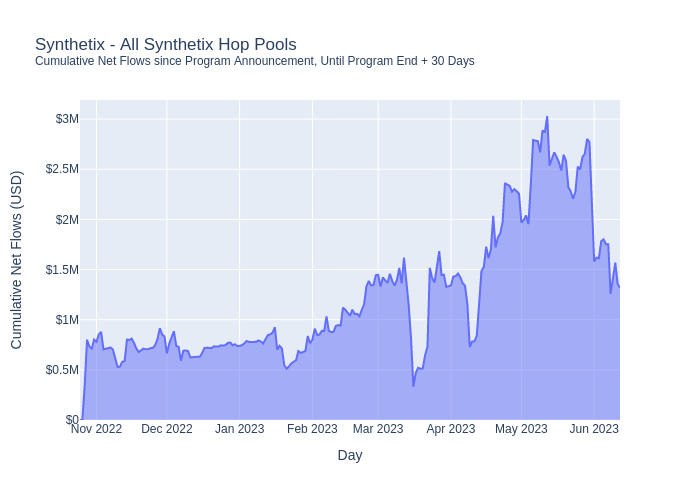 Synthetix - All Synthetix Hop Pools
Cumulative Net Flows since Program Announcement, Until Program End + 30 Days
Cumulative Net Flows (USD)
$3M
$2.5M
$2M
$1.5M
$1M
$0.5M
$0
Nov 2022 Dec 2022 Jan 2023 Feb 2023 Mar 2023 Apr 2023 May 2023 Jun 2023
Day